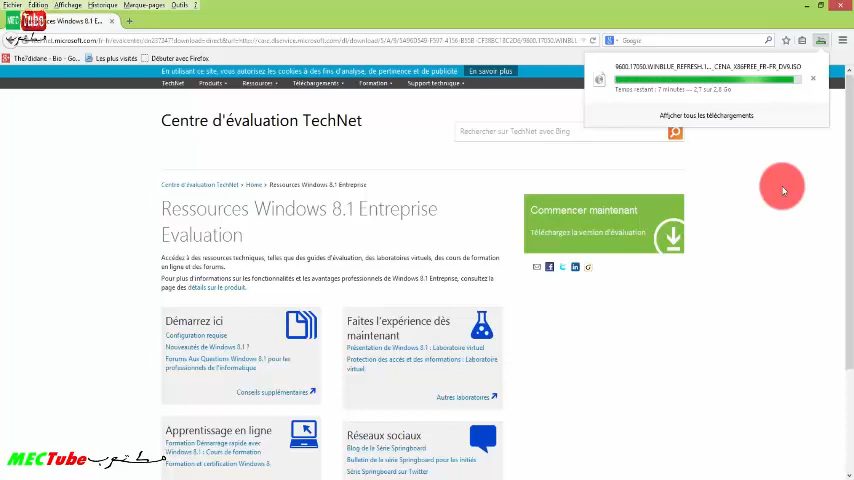 Fichier Édition Affichage Historique Marque-pages Outils ?
MEC Tube
Ressources Windows 8.1 E...
Google
The7didane - Bio - Go... Les plus visités Débuter avec Firefox
9600.17050.WINBLUE_REFRESH.1..._CENA_X86FREE_FR-FR_DV9.ISO
Temps restant : 7 minutes — 2,7 sur 2,8 Go
Afficher tous les téléchargements
En utilisant ce site, vous autorisez les cookies à des fins d'analyse, de pertinence et de publicité
En savoir plus
TechNet Produits Ressources Téléchargements Formation Support technique
Centre d'évaluation TechNet
Rechercher sur TechNet avec Bing
Centre d'évaluation TechNet > Home > Ressources Windows 8.1 Entreprise
Ressources Windows 8.1 Entreprise
Evaluation
Commencer maintenant
Téléchargez la version d'évaluation
Accédez à des ressources techniques, telles que des guides d'évaluation, des laboratoires virtuels, des cours de formation
en ligne et des forums.
Pour plus d'informations sur les fonctionnalités et les avantages professionnels de Windows 8.1 Entreprise, consultez la
page des détails sur le produit.
Démarrez ici
Configuration requise
Nouveautés de Windows 8.1 ?
Forums Aux Questions Windows 8.1 pour les
professionnels de l'informatique
Conseils supplémentaires
Faites l'expérience dès
maintenant
Présentation de Windows 8.1 : Laboratoire virtuel
Protection des accès et des informations : Laboratoire
virtuel
Autres laboratoires
Apprentissage en ligne
Formation Démarrage rapide avec
Windows 8.1 : Cours de formation
Formation et certification Windows 8
Réseaux sociaux
Blog de la Série Springboard
Bulletin de la série Springboard pour les initiés
Série Springboard sur Twitter
MECTube